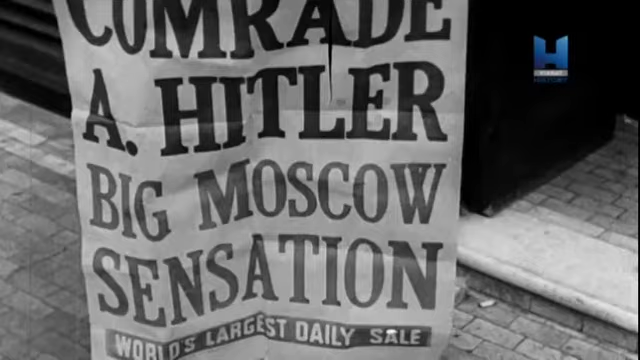 COMRADE
A. HITLER
BIG MOSCOW
SENSATION
WORLD'S LARGEST DAILY SALE
H